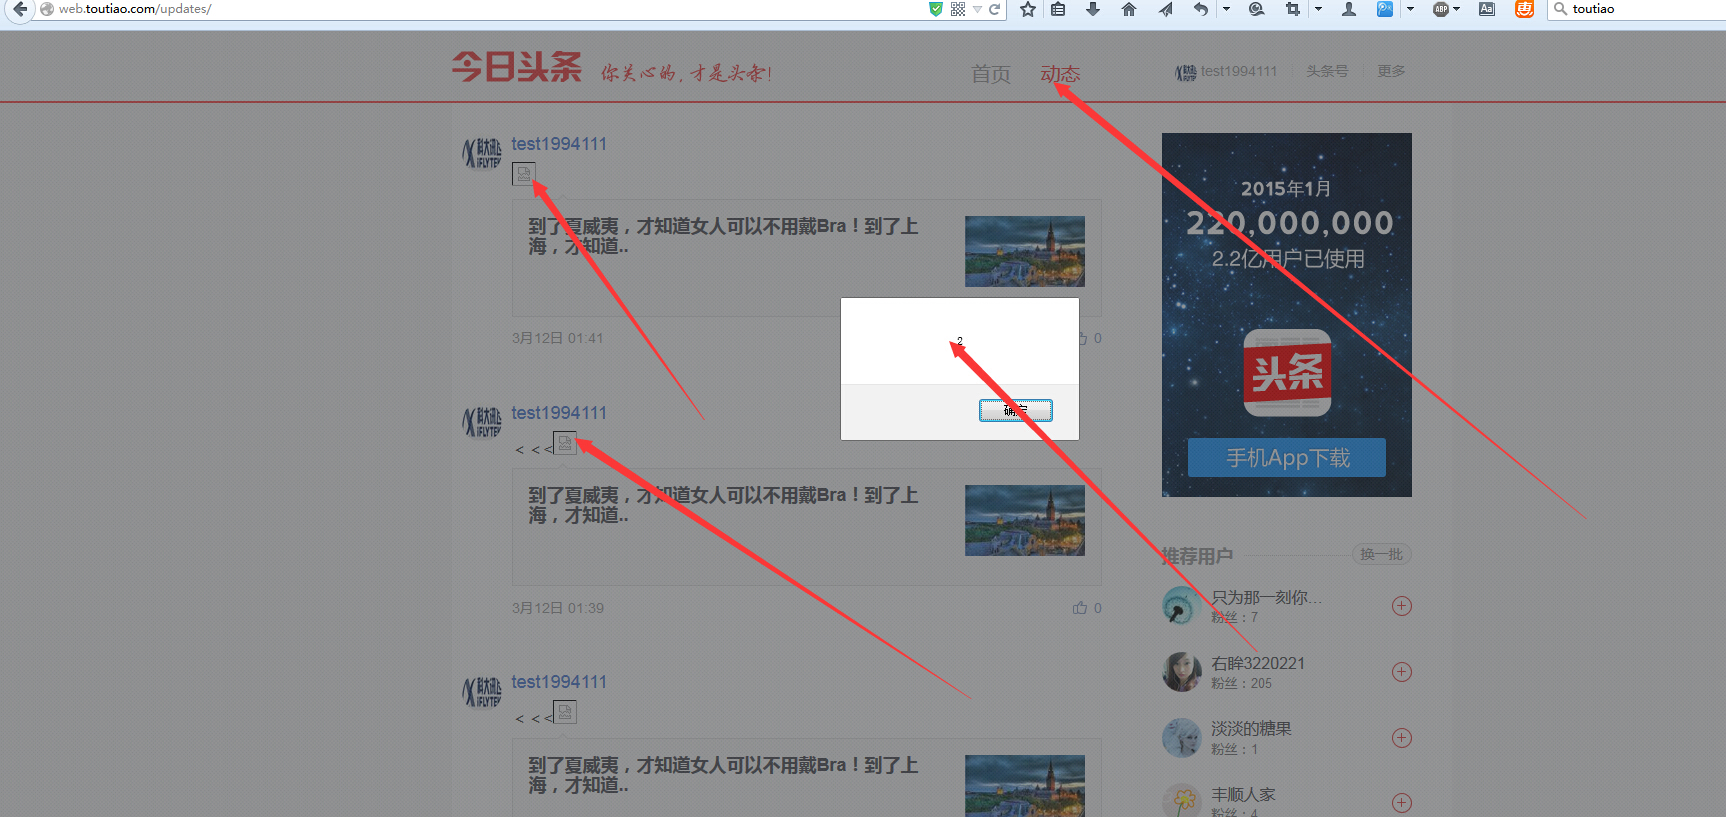 web.toutiao.com/updates/
ABP
Aa
惠
toutiao
今日头条 你关心的,才是头条!
首页 动态
test1994111 头条号 更多
test1994111
到了夏威夷，才知道女人可以不用戴Bra！到了上
海，才知道..
3月12日 01:41
0
2
test1994111
< < <
到了夏威夷，才知道女人可以不用戴Bra！到了上
海，才知道..
3月12日 01:39
0
test1994111
< < <
到了夏威夷，才知道女人可以不用戴Bra！到了上
海，才知道..
2015年1月
220,000,000
2.2亿用户已使用
头条
手机App下载
推荐用户 换一批
只为那一刻你...
粉丝：7
右眸3220221
粉丝：205
淡淡的糖果
粉丝：1
丰顺人家
粉丝：4
确定